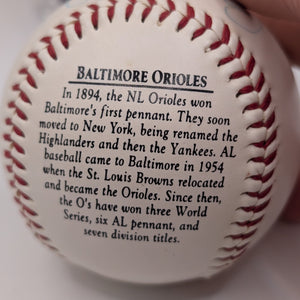 BALTIMORE ORIOLES
In 1894, the NL Orioles won
Baltimore's first pennant. They soon
moved to New York, being renamed the
Highlanders and then the Yankees. AL
baseball came to Baltimore in 1954
when the St. Louis Browns relocated
and became the Orioles. Since then,
the O's have won three World
Series, six AL pennant, and
seven division titles.